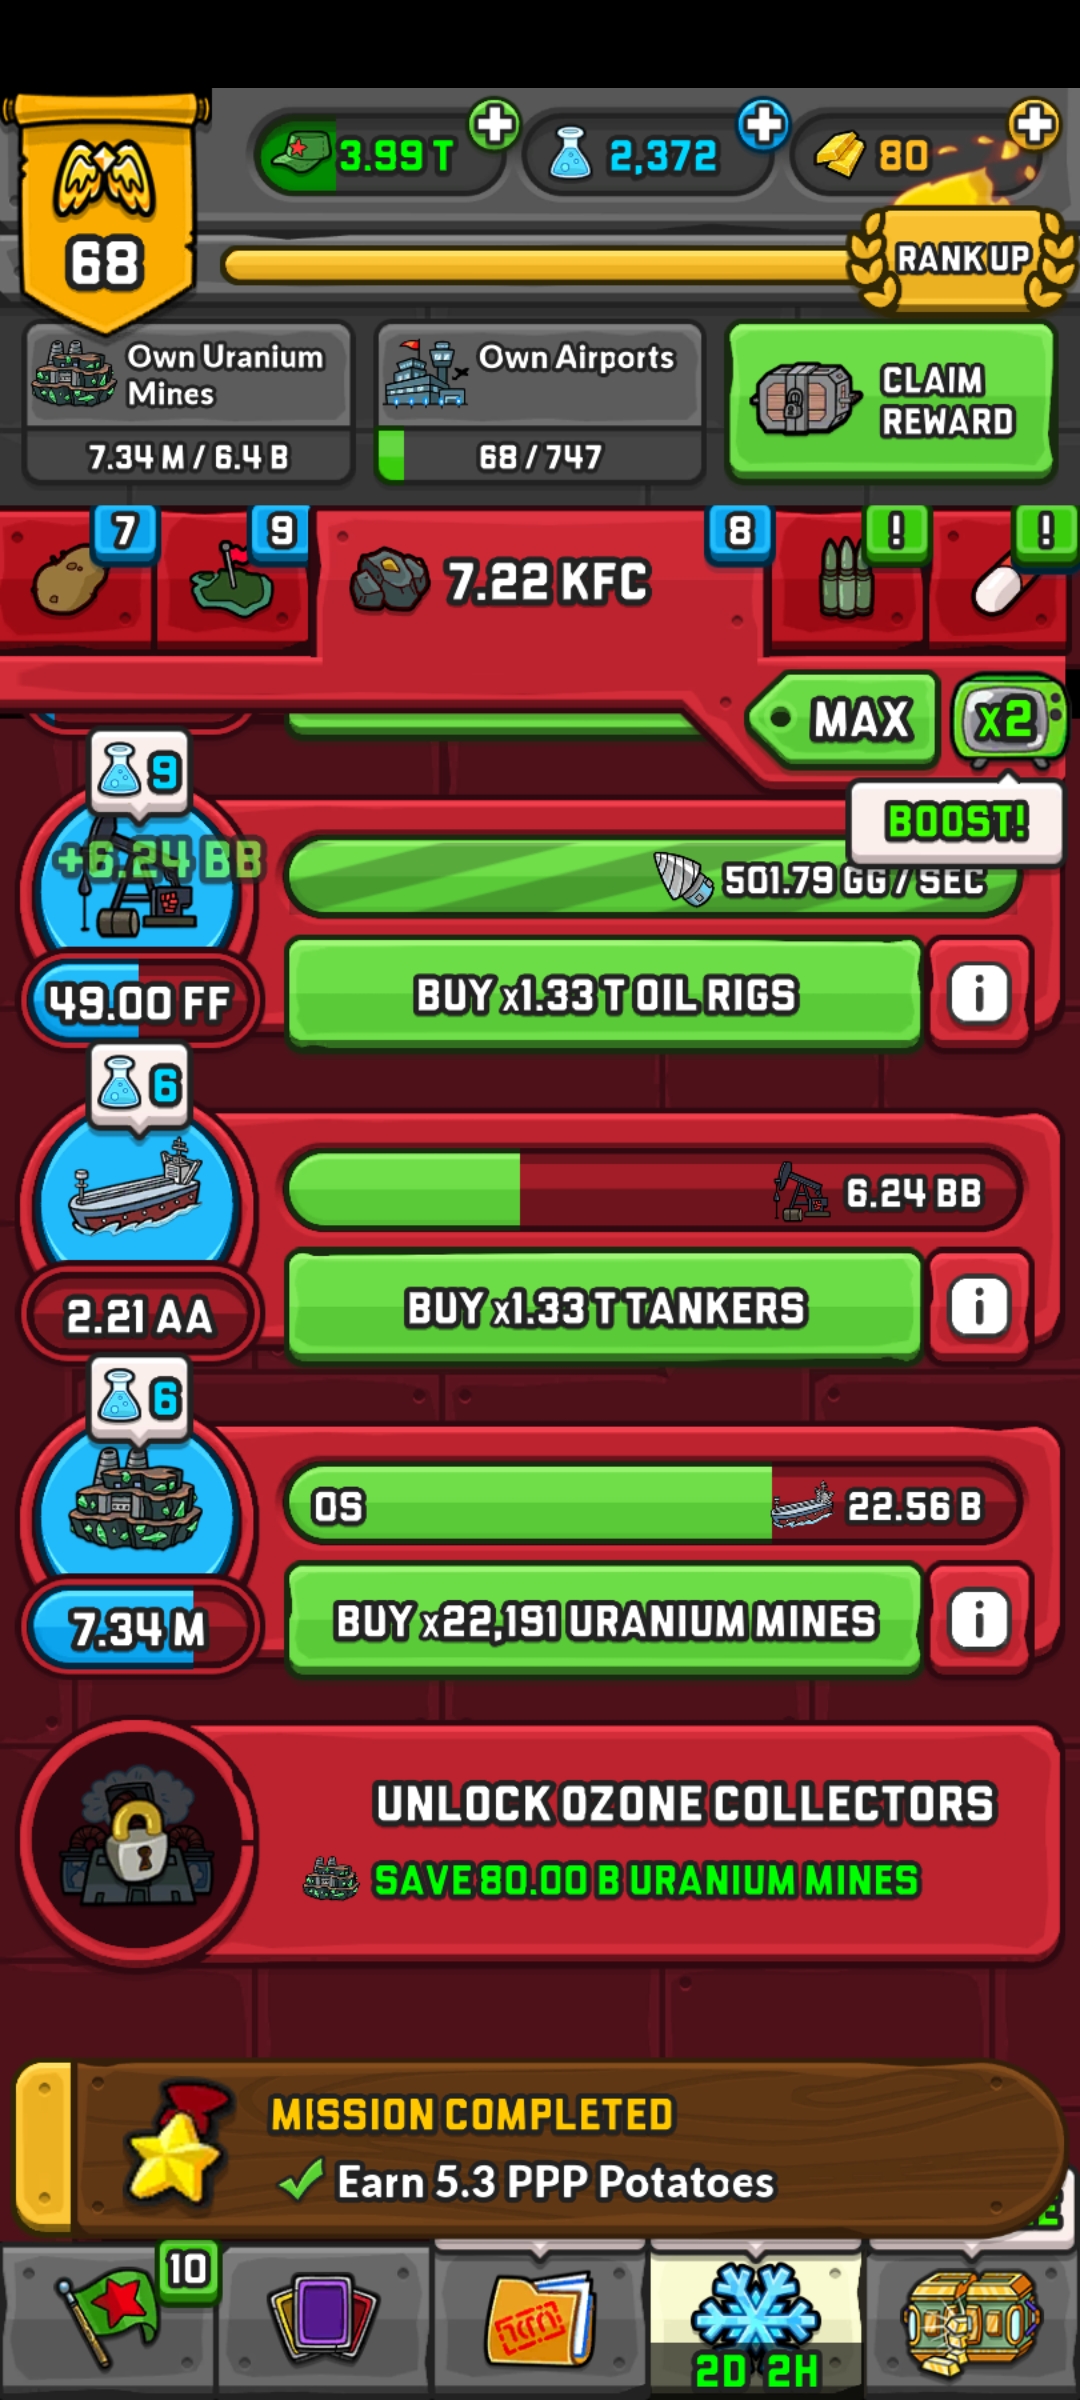 3.99 T
2,372
80
68
RANK UP
Own Uranium
Mines
7.34 M / 6.4 B
Own Airports
68 / 747
CLAIM
REWARD
7
9
7.22 KFC
8
!
!
MAX
x2
BOOST!
9
+6.24 BB
501.79 GG / SEC
49.00 FF
BUY x1.33 T OIL RIGS
i
6
6.24 BB
2.21 AA
BUY x1.33 T TANKERS
i
6
0S
22.56 B
7.34 M
BUY x22,191 URANIUM MINES
i
UNLOCK OZONE COLLECTORS
SAVE 80.00 B URANIUM MINES
MISSION COMPLETED
Earn 5.3 PPP Potatoes
10
2D 2H